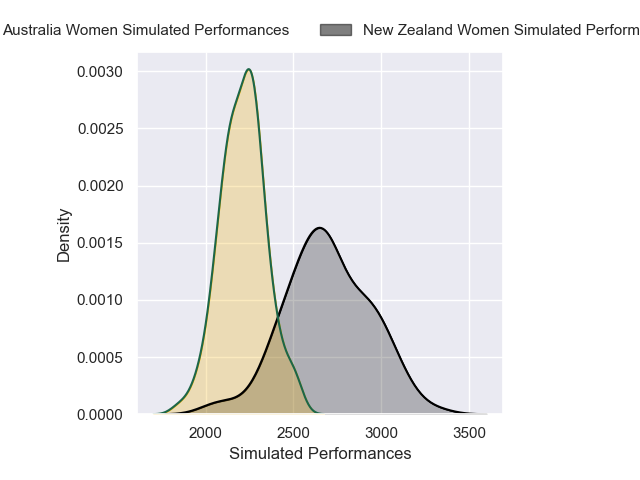 Australia Women Simulated Performances New Zealand Women Simulated Perform
0.0030
0.0025
0.0020
0.0015
0.0010
0.0005
0.0000
Density
2000 2500 3000 3500
Simulated Performances